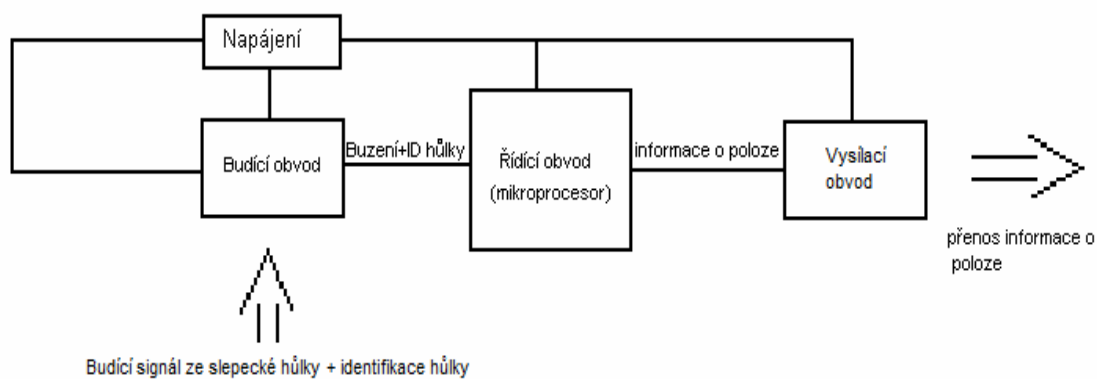 Napájení
Budící obvod
Buzení+ID hůlky
Řídící obvod
(mikroprocesor)
informace o poloze
Vysílací
obvod
přenos informace o
poloze
Budící signál ze slepecké hůlky + identifikace hůlky